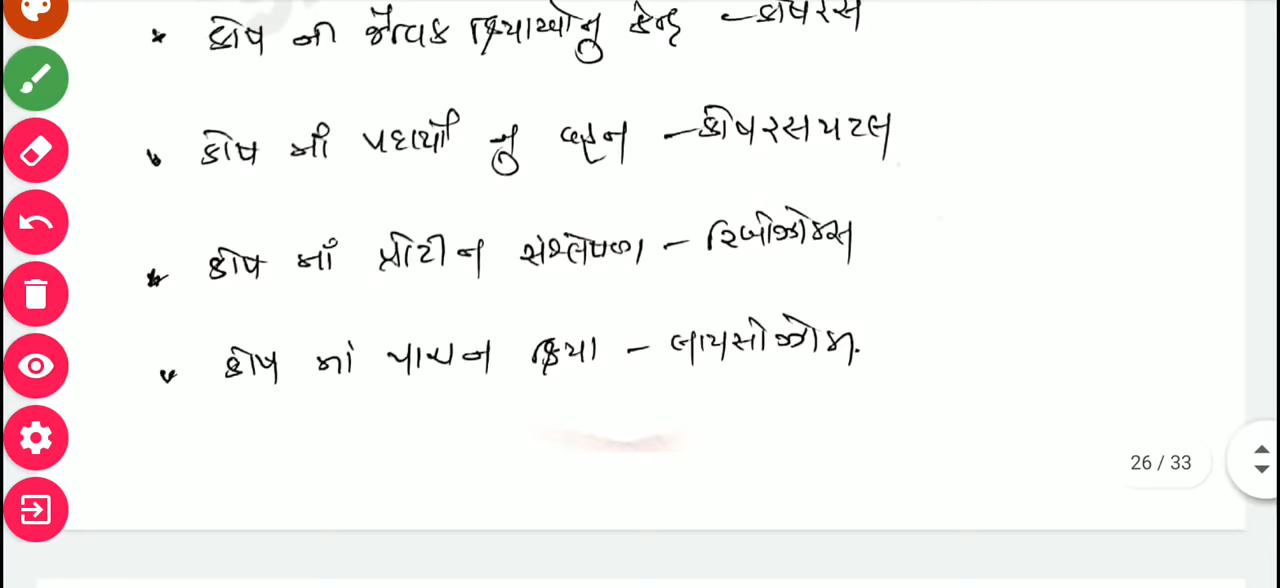 * કોષ ની જૈવિક ક્રિયાઓનુ કેન્દ્ર - કોષરસ
* કોષ ની પદાર્થો નુ વહન - કોષરસપટલ
* કોષ નાં પ્રોટીન સંશ્લેષણ - રિબોઝોમ્સ
* કોષ માં પાચન ક્રિયા - લાયસોઝોમ.
26 / 33